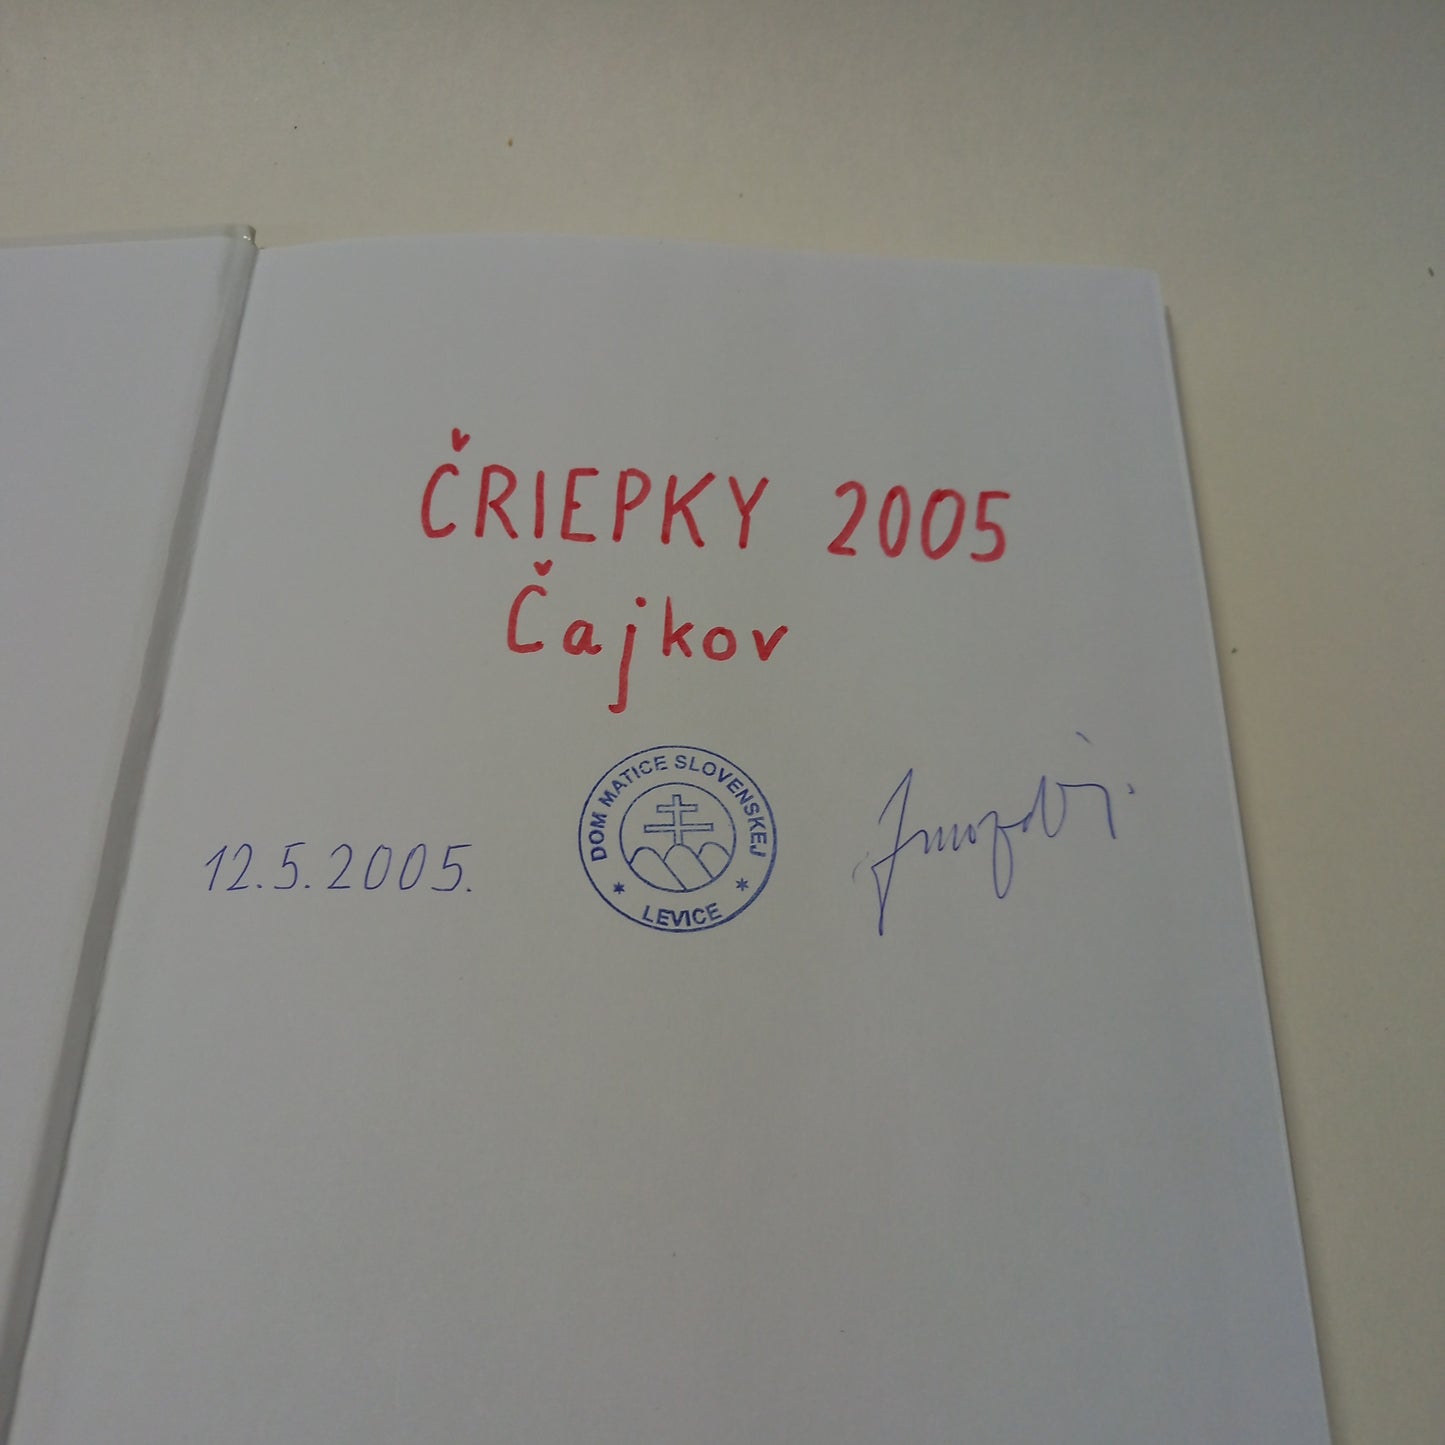 ČRIEPKY 2005
Čajkov
12.5.2005.
DOM MATICE SLOVENSKEJ
* LEVICE *